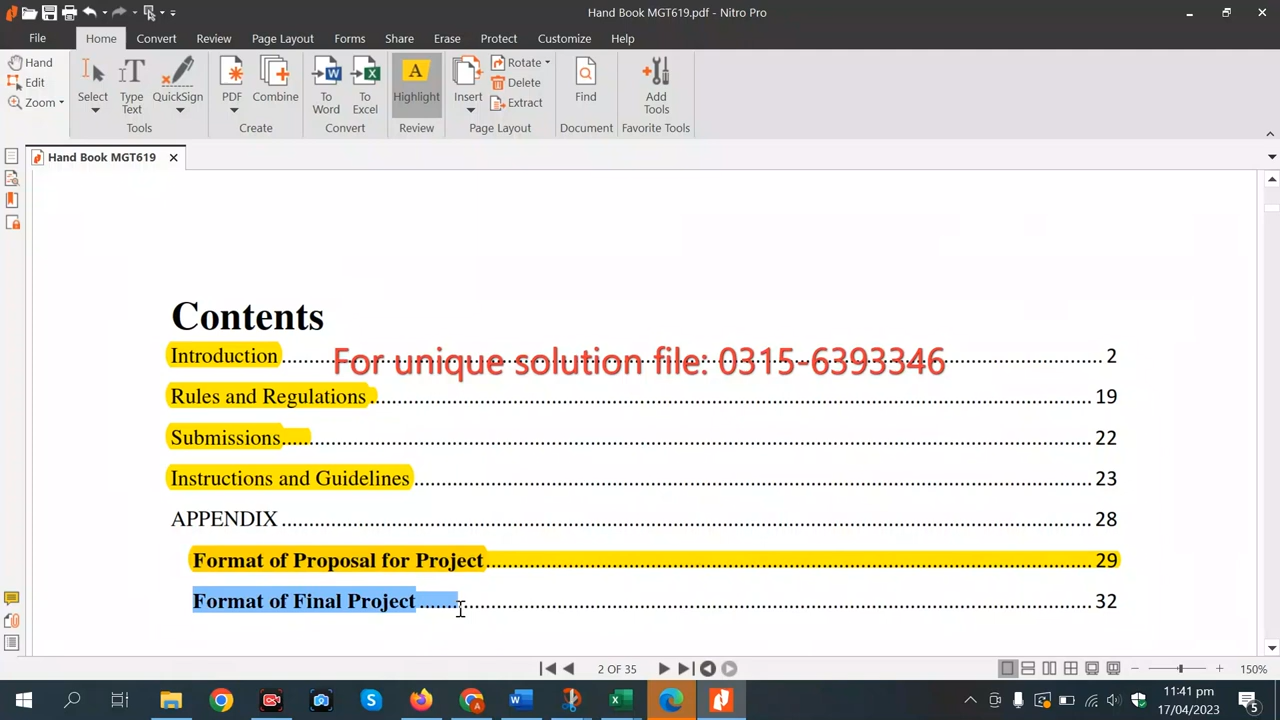 Hand Book MGT619.pdf - Nitro Pro
File Home Convert Review Page Layout Forms Share Erase Protect Customize Help
Hand
Edit
Zoom
Select
Type Text
QuickSign
Tools
PDF
Combine
Create
To Word
To Excel
Convert
Highlight
Review
Insert
Rotate
Delete
Extract
Page Layout
Find
Document
Add Tools
Favorite Tools
Hand Book MGT619
Contents
Introduction 2
For unique solution file: 0315-6393346
Rules and Regulations 19
Submissions 22
Instructions and Guidelines 23
APPENDIX 28
Format of Proposal for Project 29
Format of Final Project 32
2 OF 35
150%
11:41 pm
17/04/2023
5